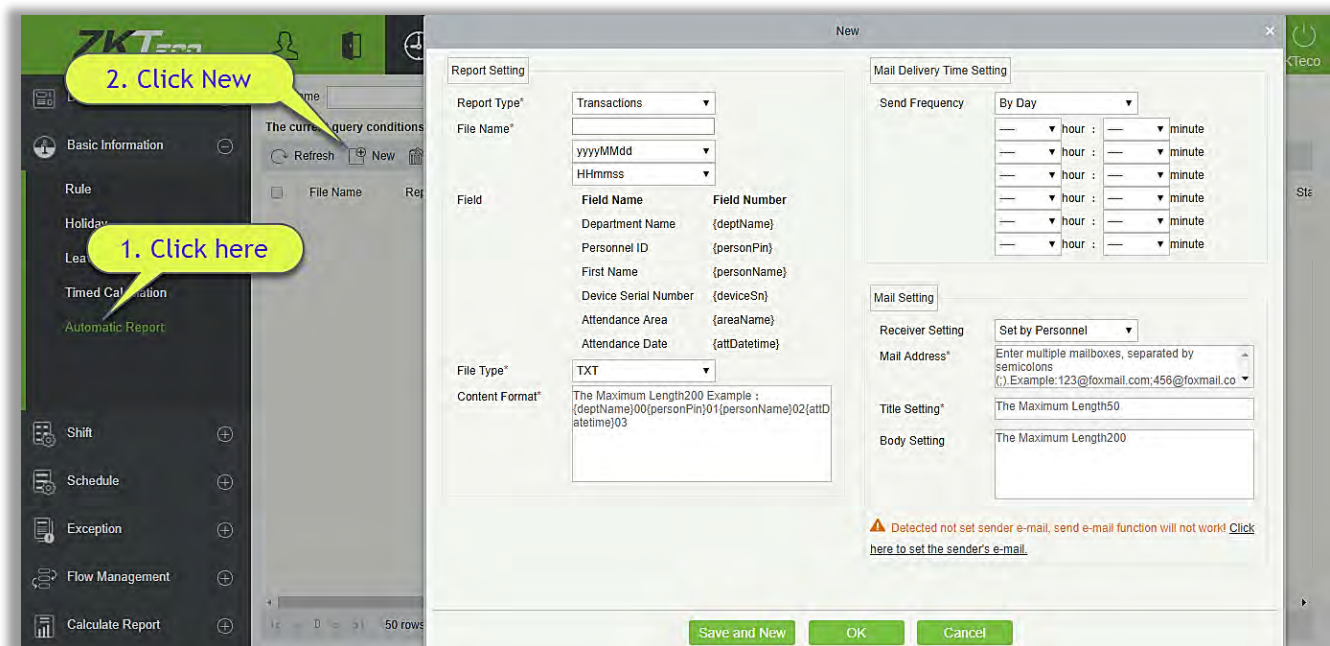 ZKTeco
New
KTeco
2. Click New
The current query conditions
Refresh New
File Name
Basic Information
Rule
Holiday
1. Click here
Automatic Report
Shift
Schedule
Exception
Flow Management
Calculate Report
50 rows
Report Setting
Report Type* Transactions
File Name*
yyyyMMdd
HHmmss
Field Field Name Field Number
Department Name {deptName}
Personnel ID {personPin}
First Name {personName}
Device Serial Number {deviceSn}
Attendance Area {areaName}
Attendance Date {attDatetime}
File Type* TXT
Content Format* The Maximum Length200 Example :
{deptName}00{personPin}01{personName}02{attD
atetime}03
Mail Delivery Time Setting
Send Frequency By Day
hour : minute
hour : minute
hour : minute
hour : minute
hour : minute
hour : minute
Mail Setting
Receiver Setting Set by Personnel
Mail Address* Enter multiple mailboxes, separated by
semicolons
(;).Example:123@foxmail.com;456@foxmail.co
Title Setting* The Maximum Length50
Body Setting The Maximum Length200
Detected not set sender e-mail, send e-mail function will not work! Click
here to set the sender's e-mail.
Save and New OK Cancel